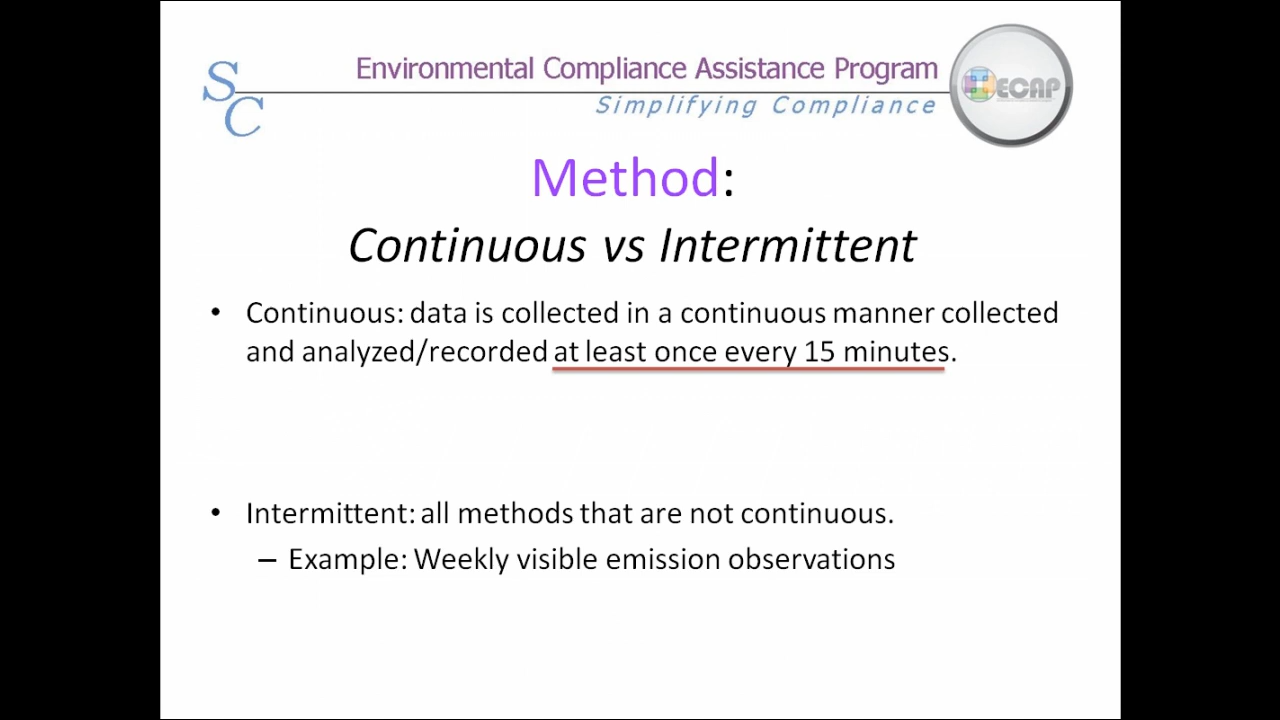 S
C
Environmental Compliance Assistance Program
Simplifying Compliance
ECAP
Method:
Continuous vs Intermittent
• Continuous: data is collected in a continuous manner collected
and analyzed/recorded at least once every 15 minutes.
• Intermittent: all methods that are not continuous.
– Example: Weekly visible emission observations